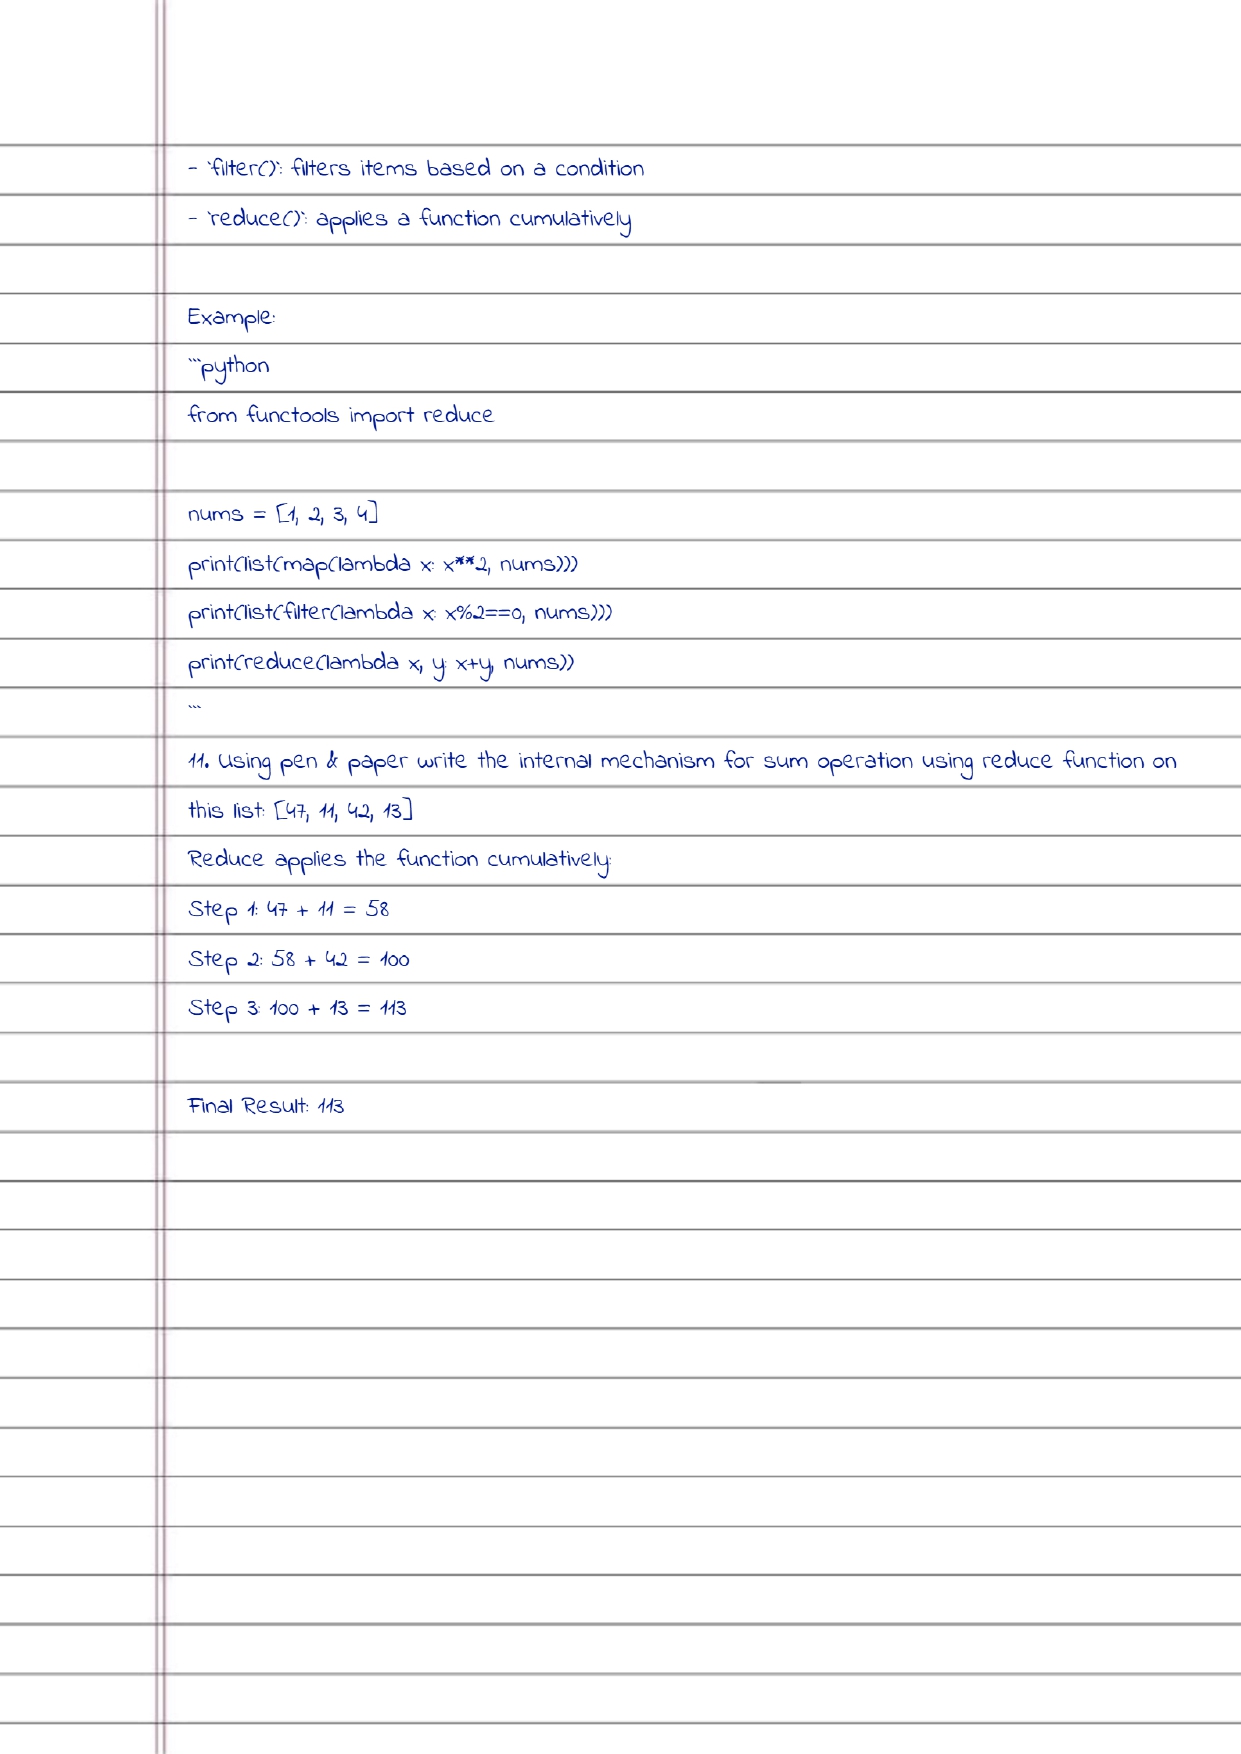 - `filter()`: filters items based on a condition
- `reduce()`: applies a function cumulatively
Example:
```python
from functools import reduce
nums = [1, 2, 3, 4]
print(list(map(lambda x: x**2, nums)))
print(list(filter(lambda x: x%2==0, nums)))
print(reduce(lambda x, y: x+y, nums))
```
11. Using pen & paper write the internal mechanism for sum operation using reduce function on
this list: [47, 11, 42, 13]
Reduce applies the function cumulatively:
Step 1: 47 + 11 = 58
Step 2: 58 + 42 = 100
Step 3: 100 + 13 = 113
Final Result: 113